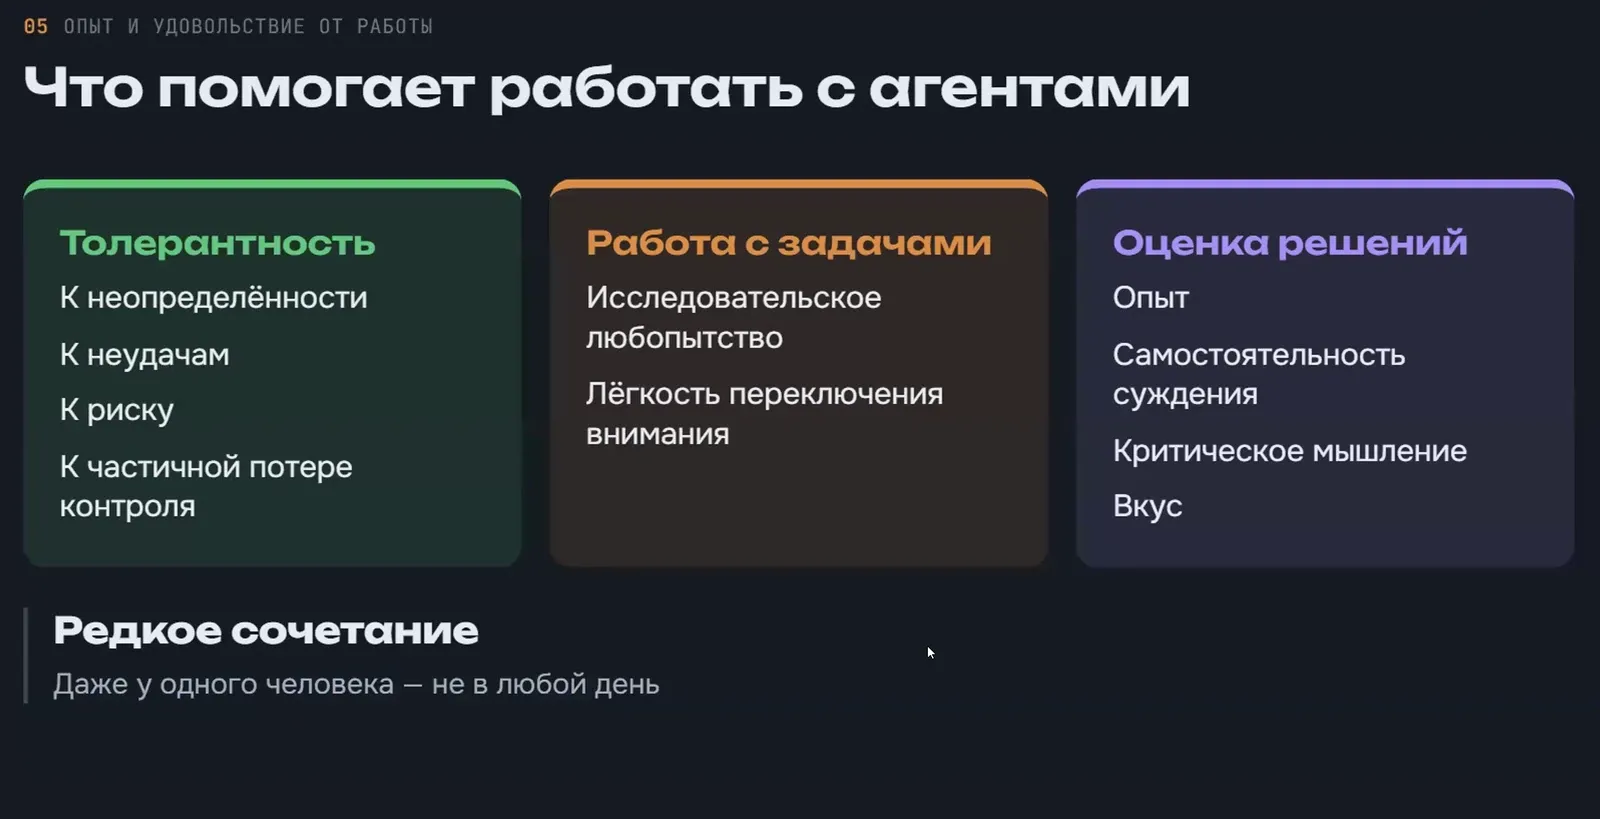 05 ОПЫТ И УДОВОЛЬСТВИЕ ОТ РАБОТЫ
Что помогает работать с агентами
Толерантность
К неопределённости
К неудачам
К риску
К частичной потере
контроля
Работа с задачами
Исследовательское
любопытство
Лёгкость переключения
внимания
Оценка решений
Опыт
Самостоятельность
суждения
Критическое мышление
Вкус
Редкое сочетание
Даже у одного человека — не в любой день